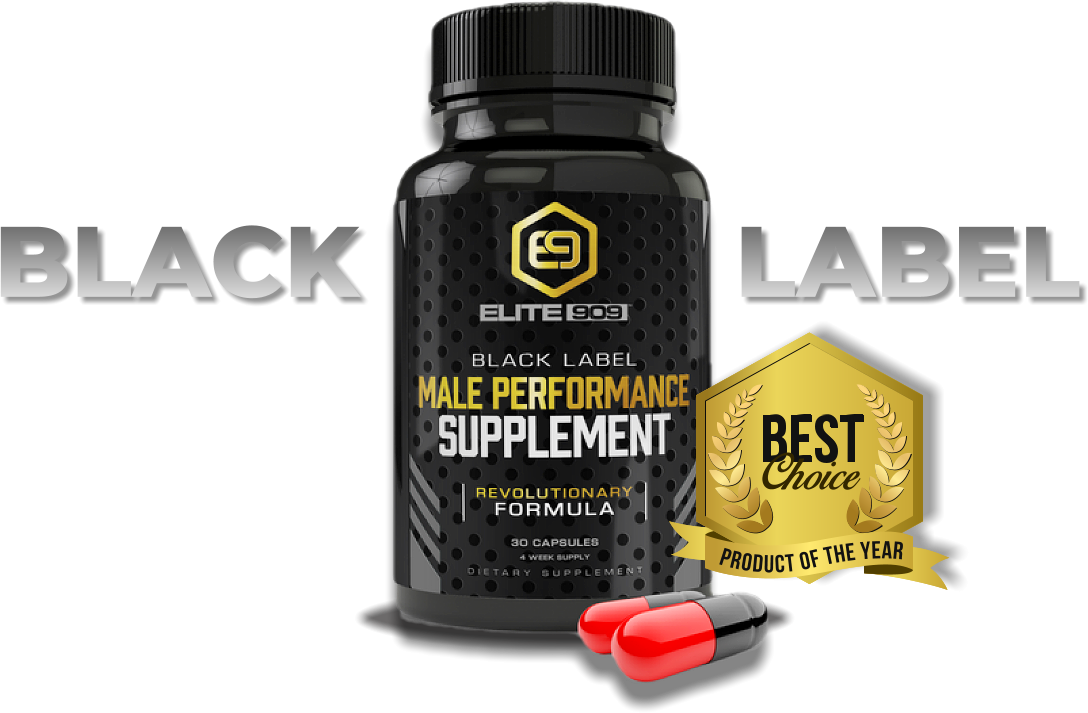 BLACK LABEL
E9
ELITE 909
BLACK LABEL
MALE PERFORMANCE
SUPPLEMENT
REVOLUTIONARY
FORMULA
30 CAPSULES
4 WEEK SUPPLY
DIETARY SUPPLEMENT
BEST
Choice
PRODUCT OF THE YEAR